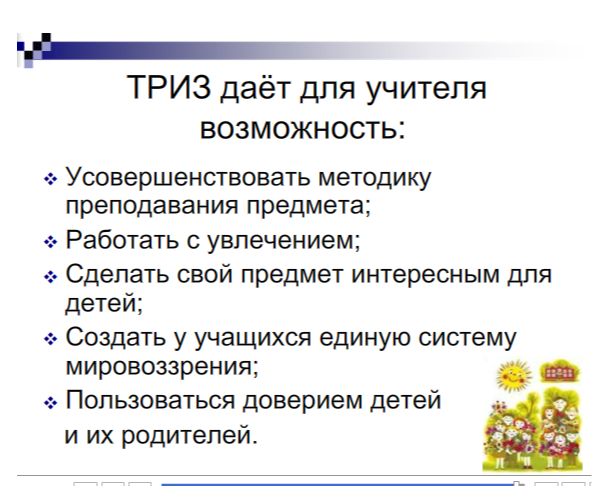 ТРИЗ даёт для учителя
возможность:
❖ Усовершенствовать методику
преподавания предмета;
❖ Работать с увлечением;
❖ Сделать свой предмет интересным для
детей;
❖ Создать у учащихся единую систему
мировоззрения;
❖ Пользоваться доверием детей
и их родителей.